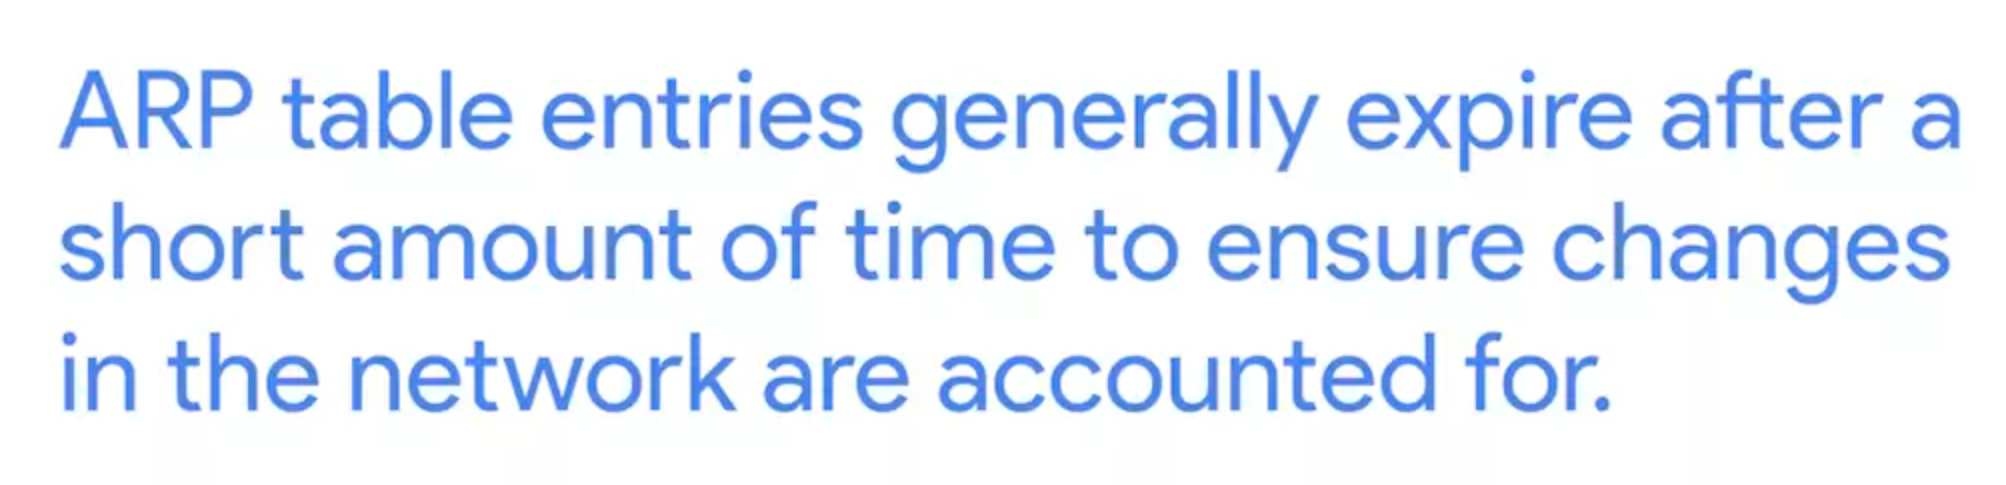 ARP table entries generally expire after a
short amount of time to ensure changes
in the network are accounted for.